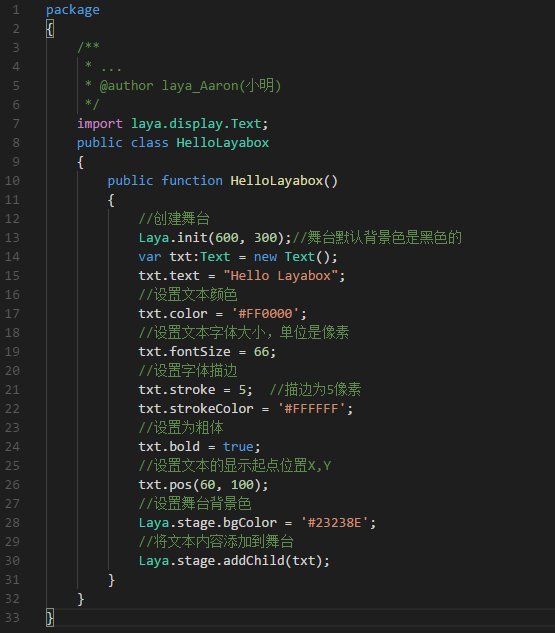 1 package
2 {
3     /**
4      * ...
5      * @author laya_Aaron(小明)
6      */
7     import laya.display.Text;
8     public class HelloLayabox
9     {
10         public function HelloLayabox()
11         {
12             //创建舞台
13             Laya.init(600, 300);//舞台默认背景色是黑色的
14             var txt:Text = new Text();
15             txt.text = "Hello Layabox";
16             //设置文本颜色
17             txt.color = '#FF0000';
18             //设置文本字体大小，单位是像素
19             txt.fontSize = 66;
20             //设置字体描边
21             txt.stroke = 5;  //描边为5像素
22             txt.strokeColor = '#FFFFFF';
23             //设置为粗体
24             txt.bold = true;
25             //设置文本的显示起点位置X,Y
26             txt.pos(60, 100);
27             //设置舞台背景色
28             Laya.stage.bgColor = '#23238E';
29             //将文本内容添加到舞台
30             Laya.stage.addChild(txt);
31         }
32     }
33 }